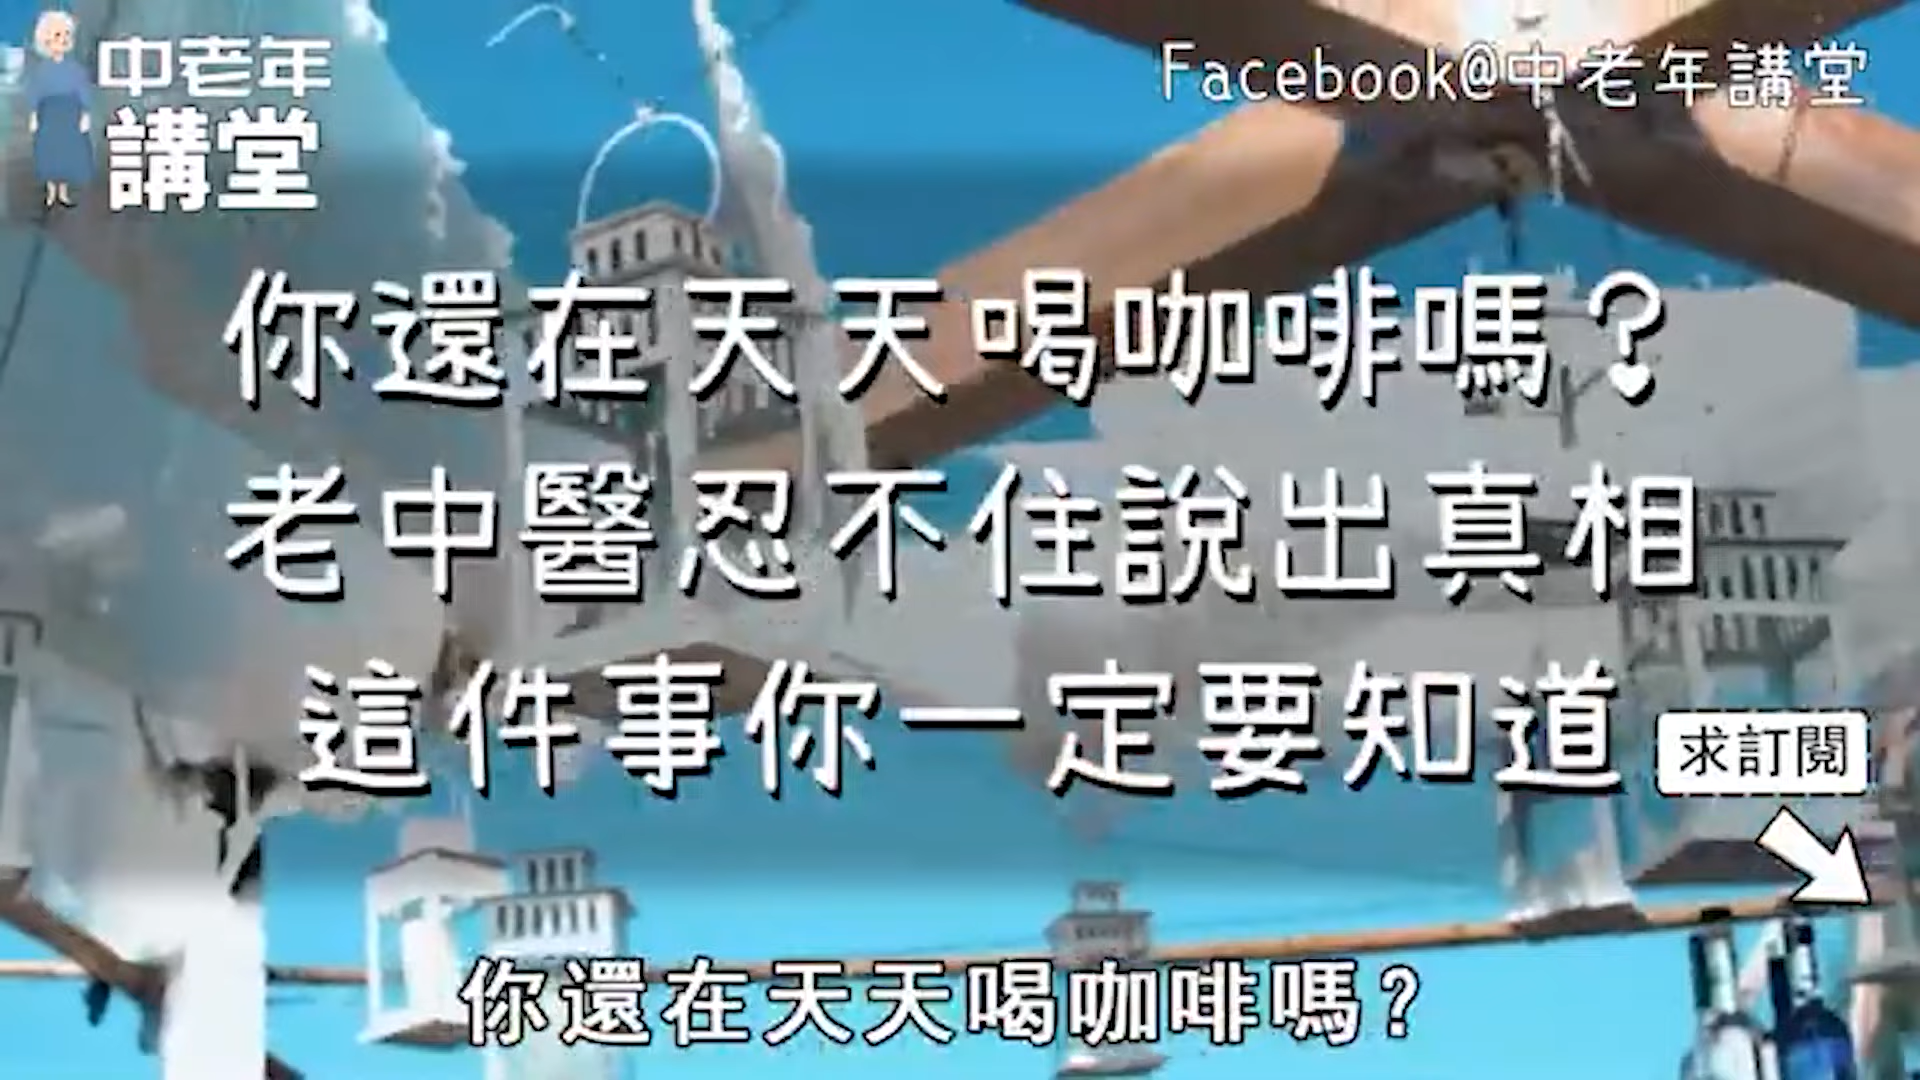 中老年
講堂
Facebook@中老年講堂
你還在天天喝咖啡嗎？
老中醫忍不住說出真相
這件事你一定要知道
求訂閱
你還在天天喝咖啡嗎？